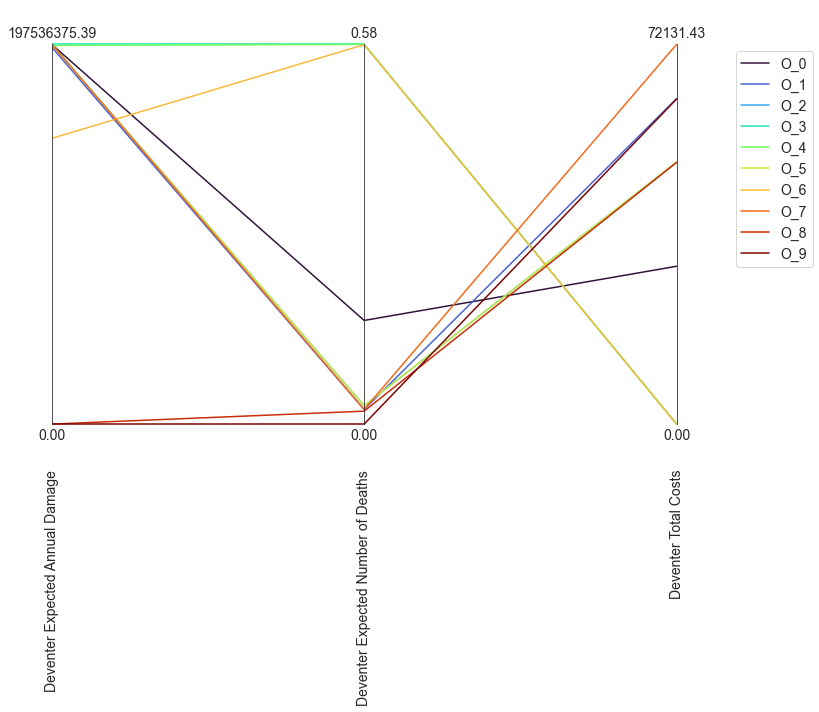 197536375.39
0.58
72131.43
O_0
O_1
O_2
O_3
O_4
O_5
O_6
O_7
O_8
O_9
0.00
0.00
0.00
Deventer Expected Annual Damage
Deventer Expected Number of Deaths
Deventer Total Costs